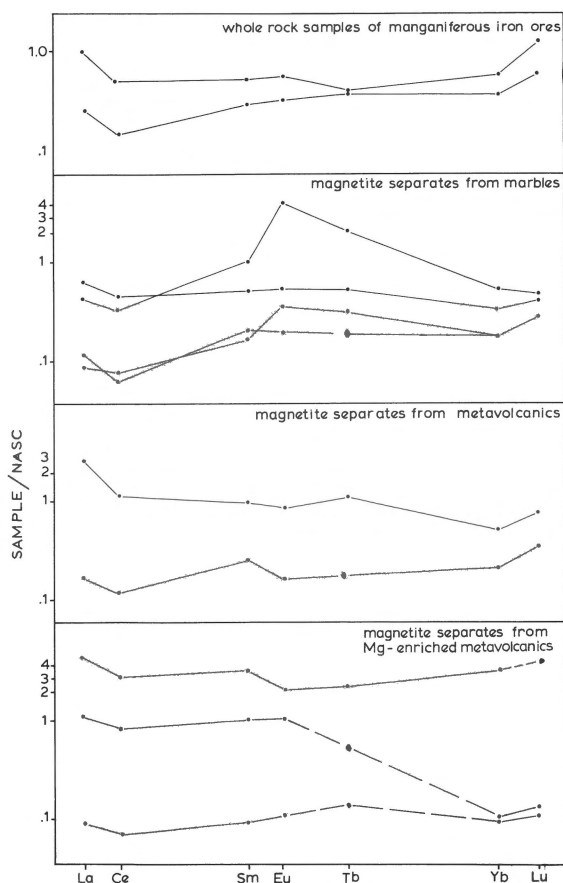 whole rock samples of manganiferous iron ores
1.0
.1
magnetite separates from marbles
4
3
2
1
0.1
magnetite separates from metavolcanics
3
2
1
.1
magnetite separates from
Mg-enriched metavolcanics
4
3
2
1
.1
SAMPLE/NASC
La Ce Sm Eu Tb Yb Lu